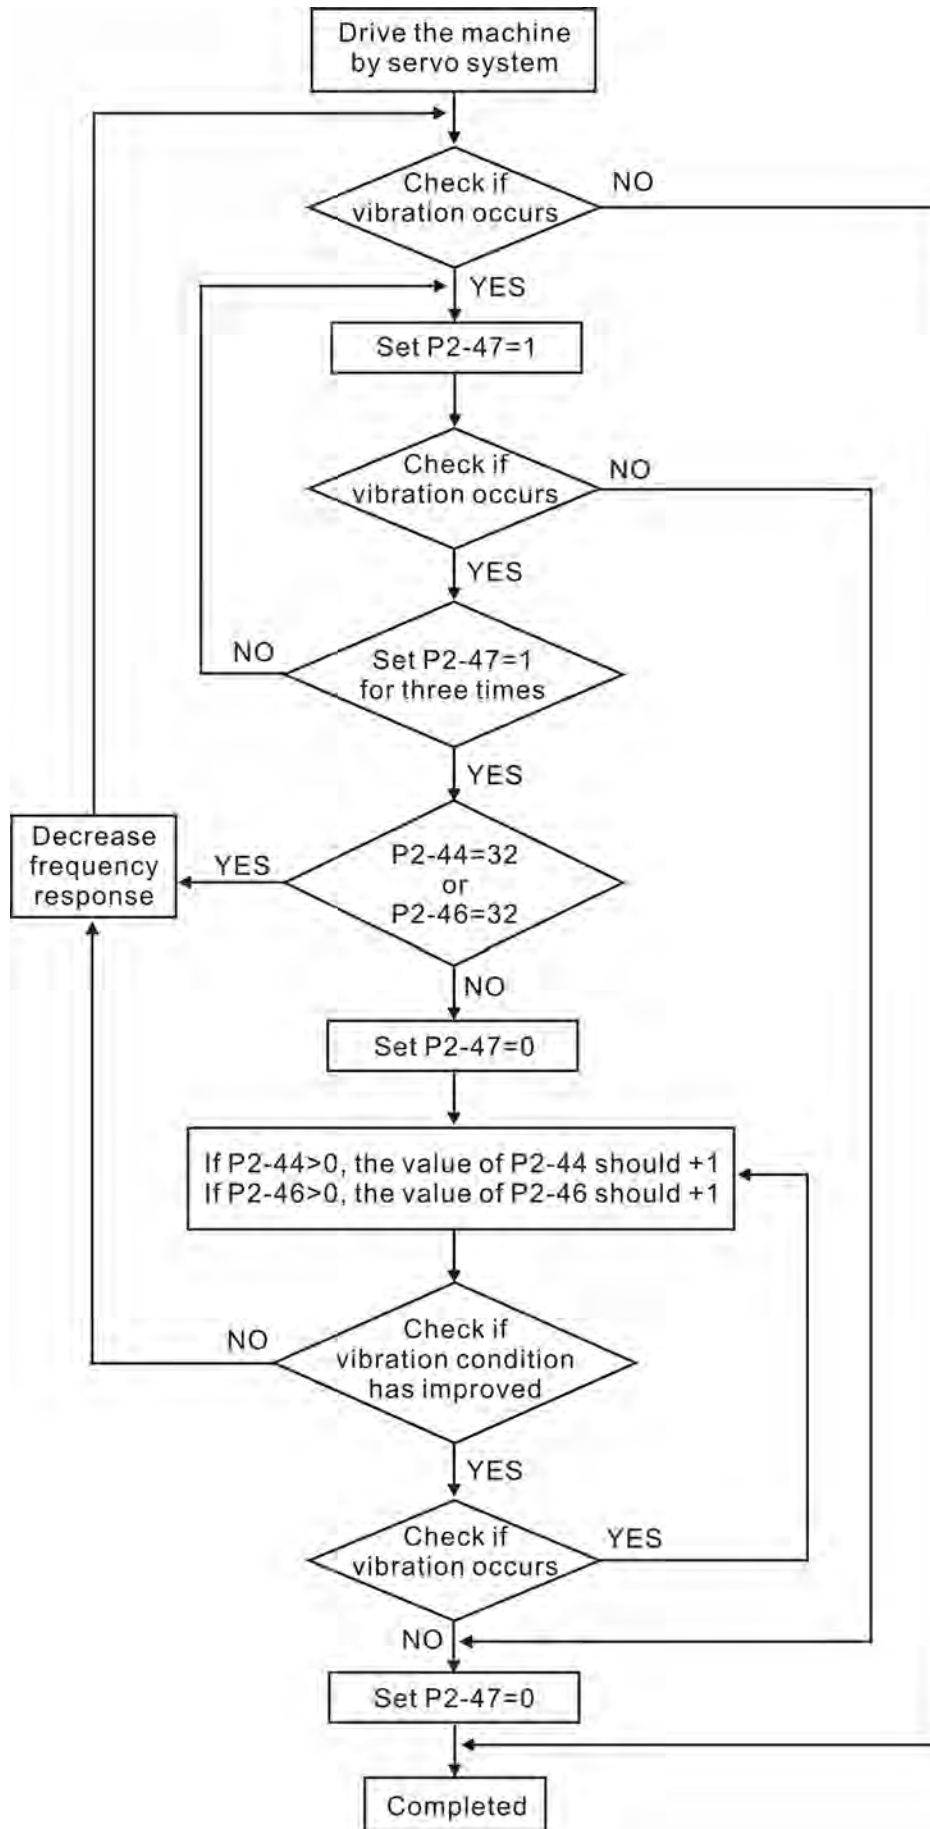 Drive the machine
by servo system
Check if
vibration occurs
NO
YES
Set P2-47=1
Check if
vibration occurs
NO
YES
NO
Set P2-47=1
for three times
YES
Decrease
frequency
response
YES
P2-44=32
or
P2-46=32
NO
Set P2-47=0
If P2-44>0, the value of P2-44 should +1
If P2-46>0, the value of P2-46 should +1
NO
Check if
vibration condition
has improved
YES
Check if
vibration occurs
YES
NO
Set P2-47=0
Completed